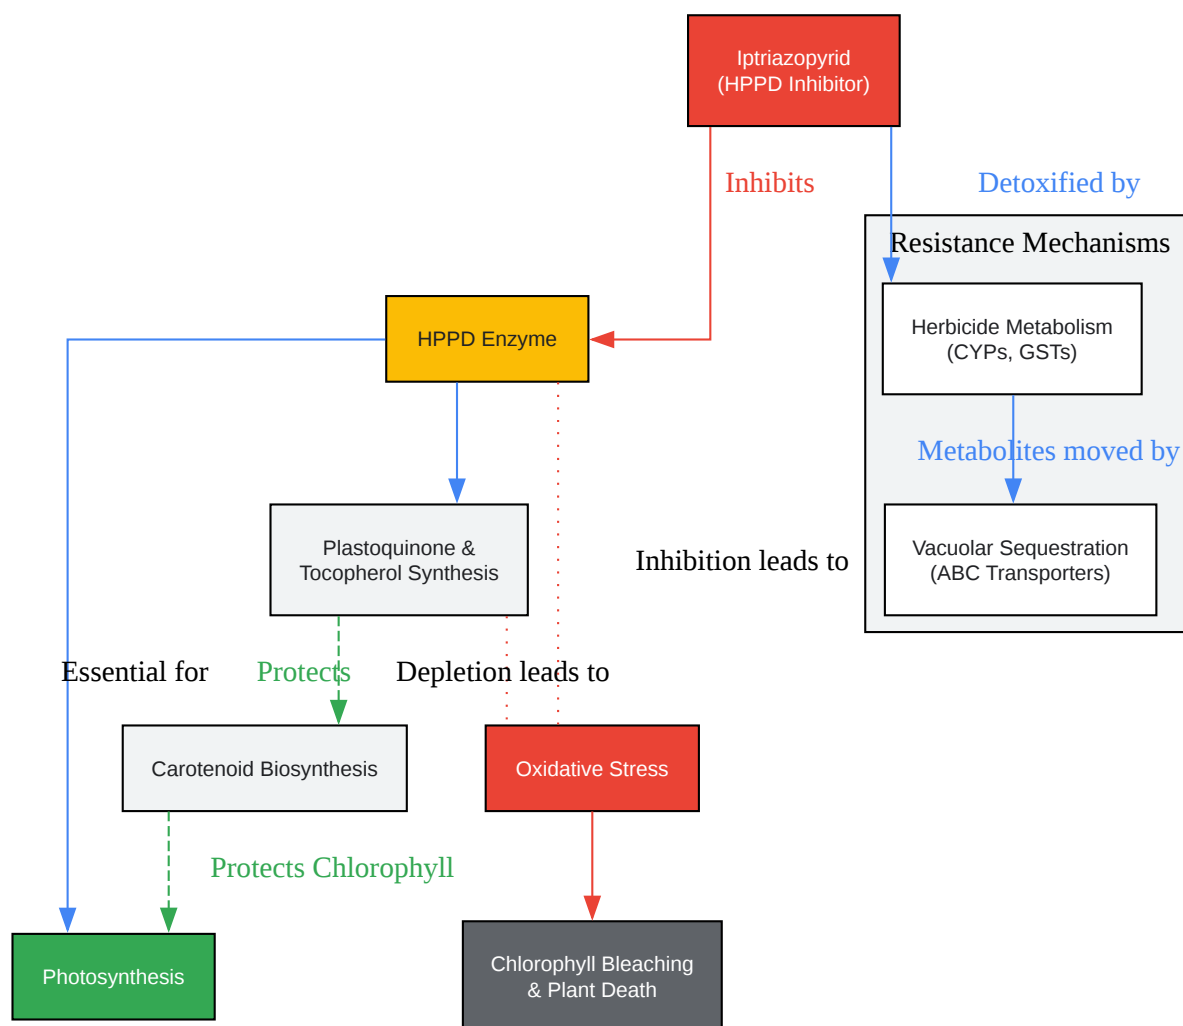 Iptriazopyrid
(HPPD Inhibitor)
Inhibits
Detoxified by
Resistance Mechanisms
HPPD Enzyme
Herbicide Metabolism
(CYPs, GSTs)
Metabolites moved by
Plastoquinone &
Tocopherol Synthesis
Inhibition leads to
Vacuolar Sequestration
(ABC Transporters)
Essential for
Protects
Depletion leads to
Carotenoid Biosynthesis
Oxidative Stress
Protects Chlorophyll
Photosynthesis
Chlorophyll Bleaching
& Plant Death